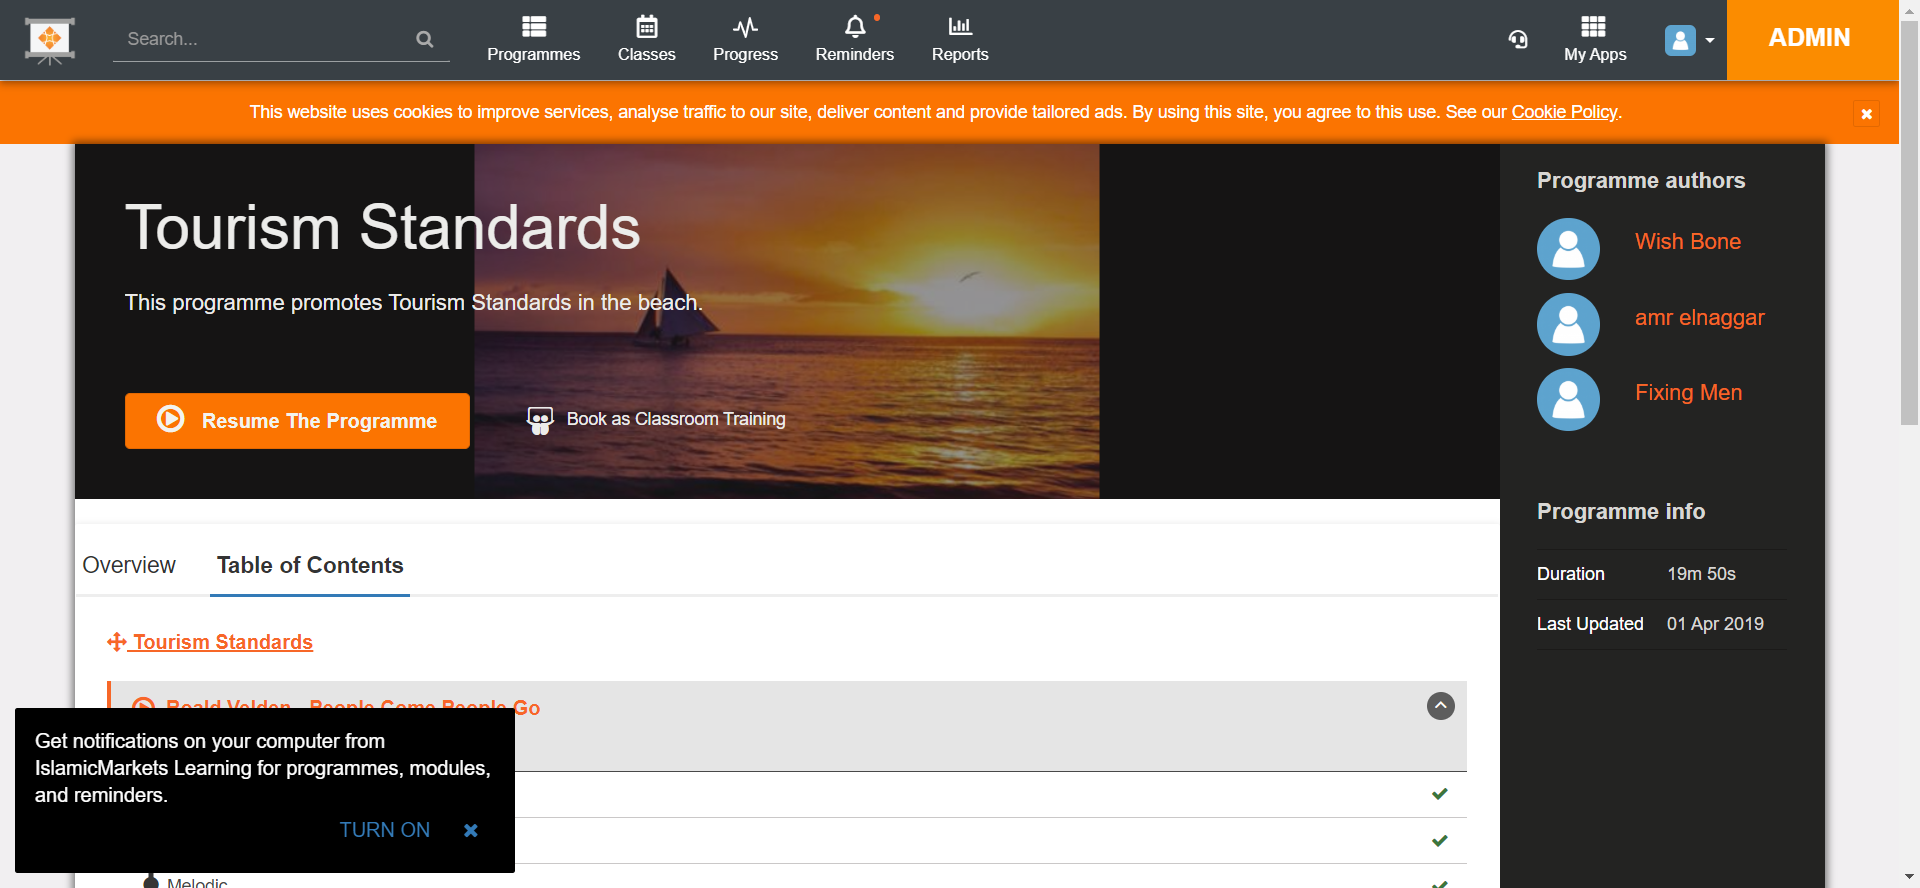 Search...
Programmes
Classes
Progress
Reminders
Reports
My Apps
ADMIN
This website uses cookies to improve services, analyse traffic to our site, deliver content and provide tailored ads. By using this site, you agree to this use. See our Cookie Policy.
Tourism Standards
This programme promotes Tourism Standards in the beach.
Resume The Programme
Book as Classroom Training
Programme authors
Wish Bone
amr elnaggar
Fixing Men
Programme info
Duration 19m 50s
Last Updated 01 Apr 2019
Overview
Table of Contents
Tourism Standards
Roald Velden - People Come People Go
Get notifications on your computer from
IslamicMarkets Learning for programmes, modules,
and reminders.
TURN ON
Melodic